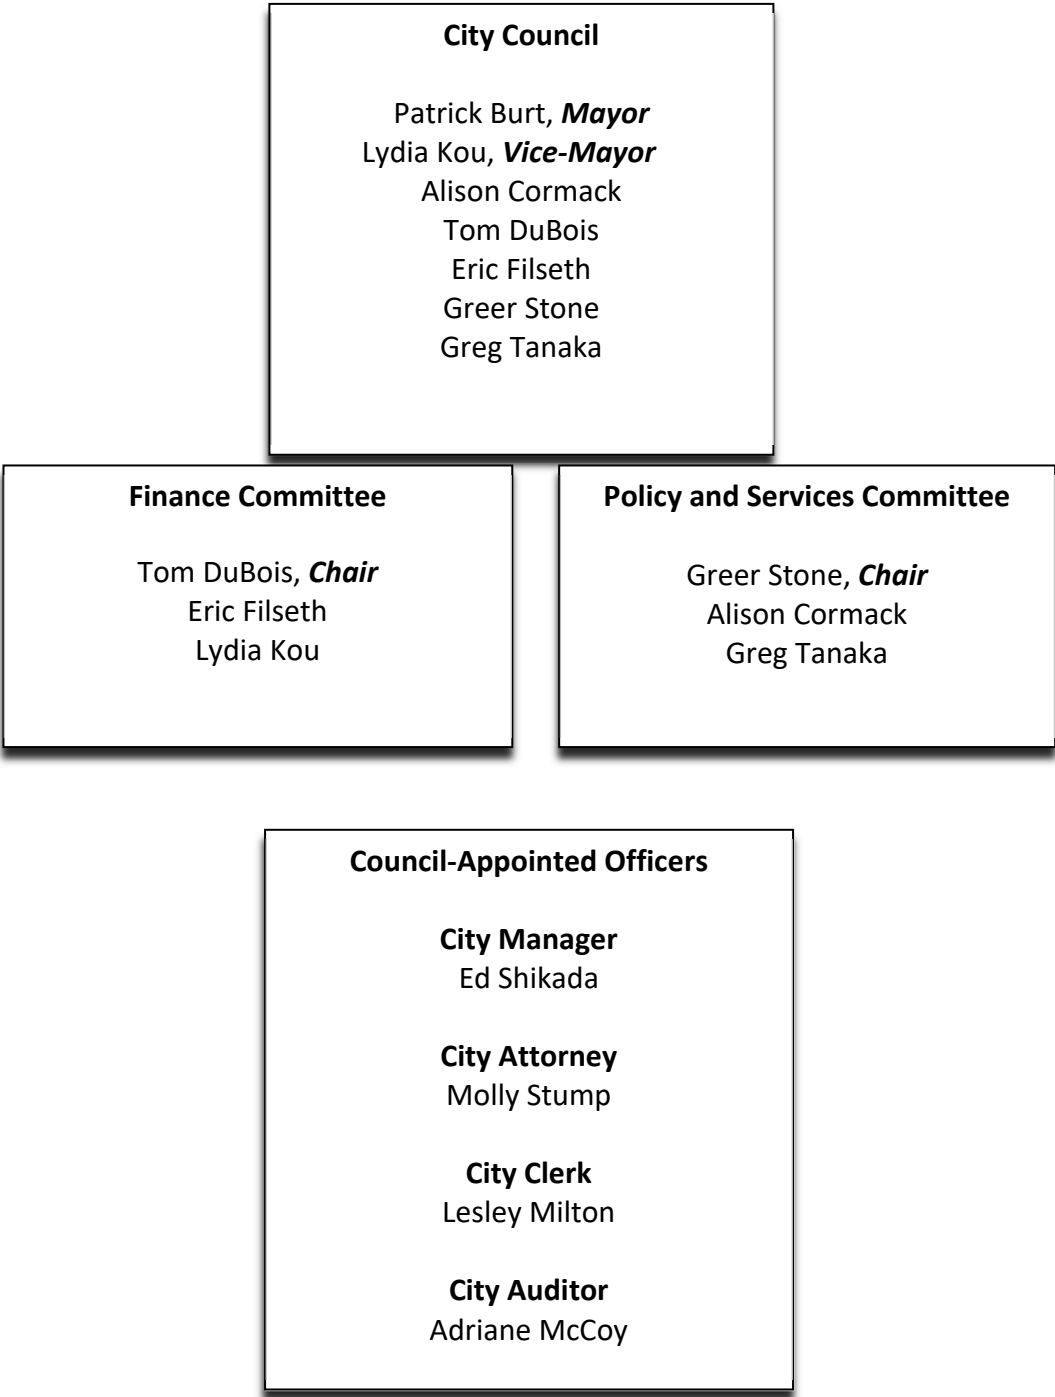 City Council
Patrick Burt, Mayor
Lydia Kou, Vice-Mayor
Alison Cormack
Tom DuBois
Eric Filseth
Greer Stone
Greg Tanaka
Finance Committee
Tom DuBois, Chair
Eric Filseth
Lydia Kou
Policy and Services Committee
Greer Stone, Chair
Alison Cormack
Greg Tanaka
Council-Appointed Officers
City Manager
Ed Shikada
City Attorney
Molly Stump
City Clerk
Lesley Milton
City Auditor
Adriane McCoy